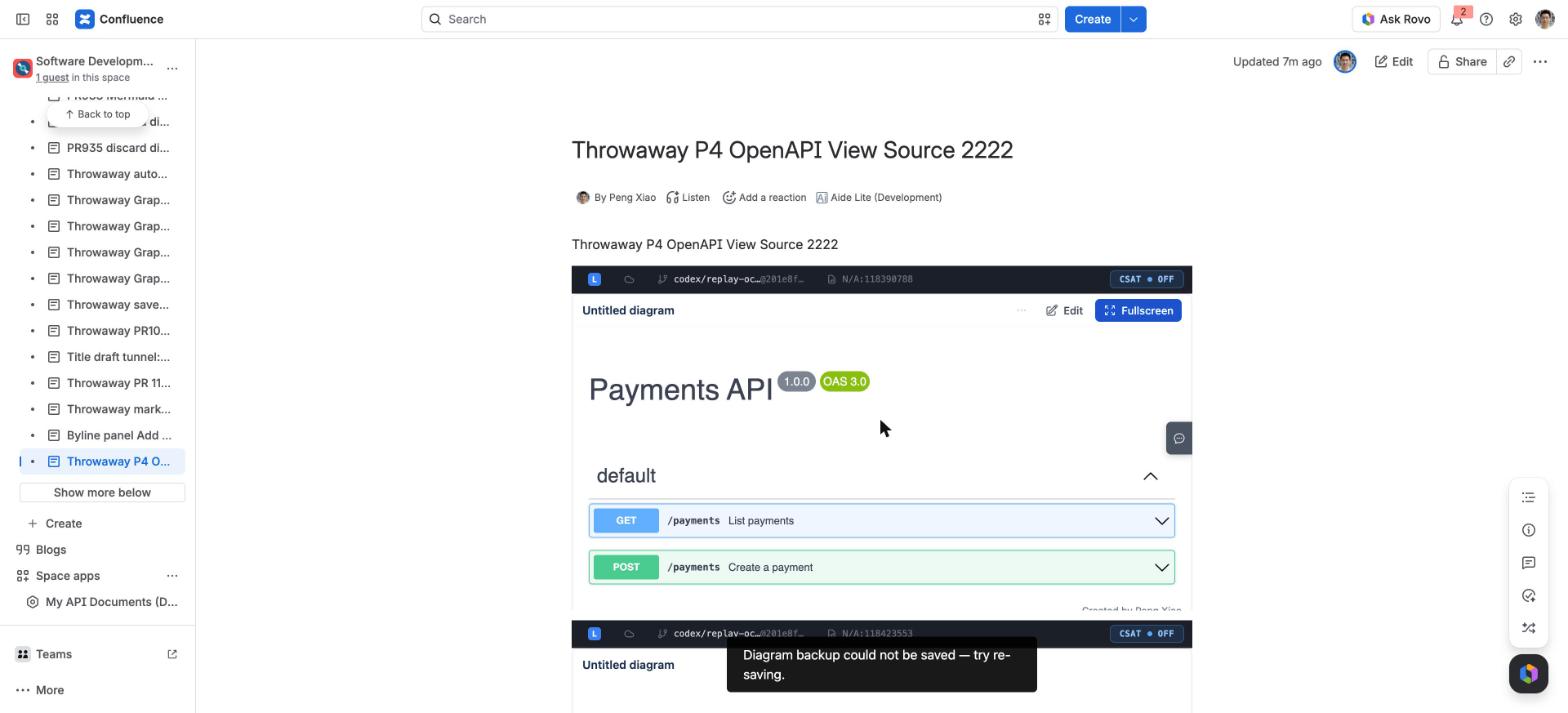 Confluence
Search
Create
Ask Rovo
2
Software Developm...
1 guest in this space
Back to top
di...
PR935 discard di...
Throwaway auto...
Throwaway Grap...
Throwaway Grap...
Throwaway Grap...
Throwaway Grap...
Throwaway save...
Throwaway PR10...
Title draft tunnel:...
Throwaway PR 11...
Throwaway mark...
Byline panel Add ...
Throwaway P4 O...
Show more below
Create
Blogs
Space apps
My API Documents (D...
Teams
More
Updated 7m ago
Edit
Share
Throwaway P4 OpenAPI View Source 2222
By Peng Xiao
Listen
Add a reaction
Aide Lite (Development)
Throwaway P4 OpenAPI View Source 2222
L codex/replay-oc…@201e8f… N/A:118390788 CSAT OFF
Untitled diagram
Edit
Fullscreen
Payments API 1.0.0 OAS 3.0
default
GET /payments List payments
POST /payments Create a payment
Created by Peng Xiao
L codex/replay-oc…@201e8f… N/A:118423553 CSAT OFF
Untitled diagram
Diagram backup could not be saved — try re-
saving.